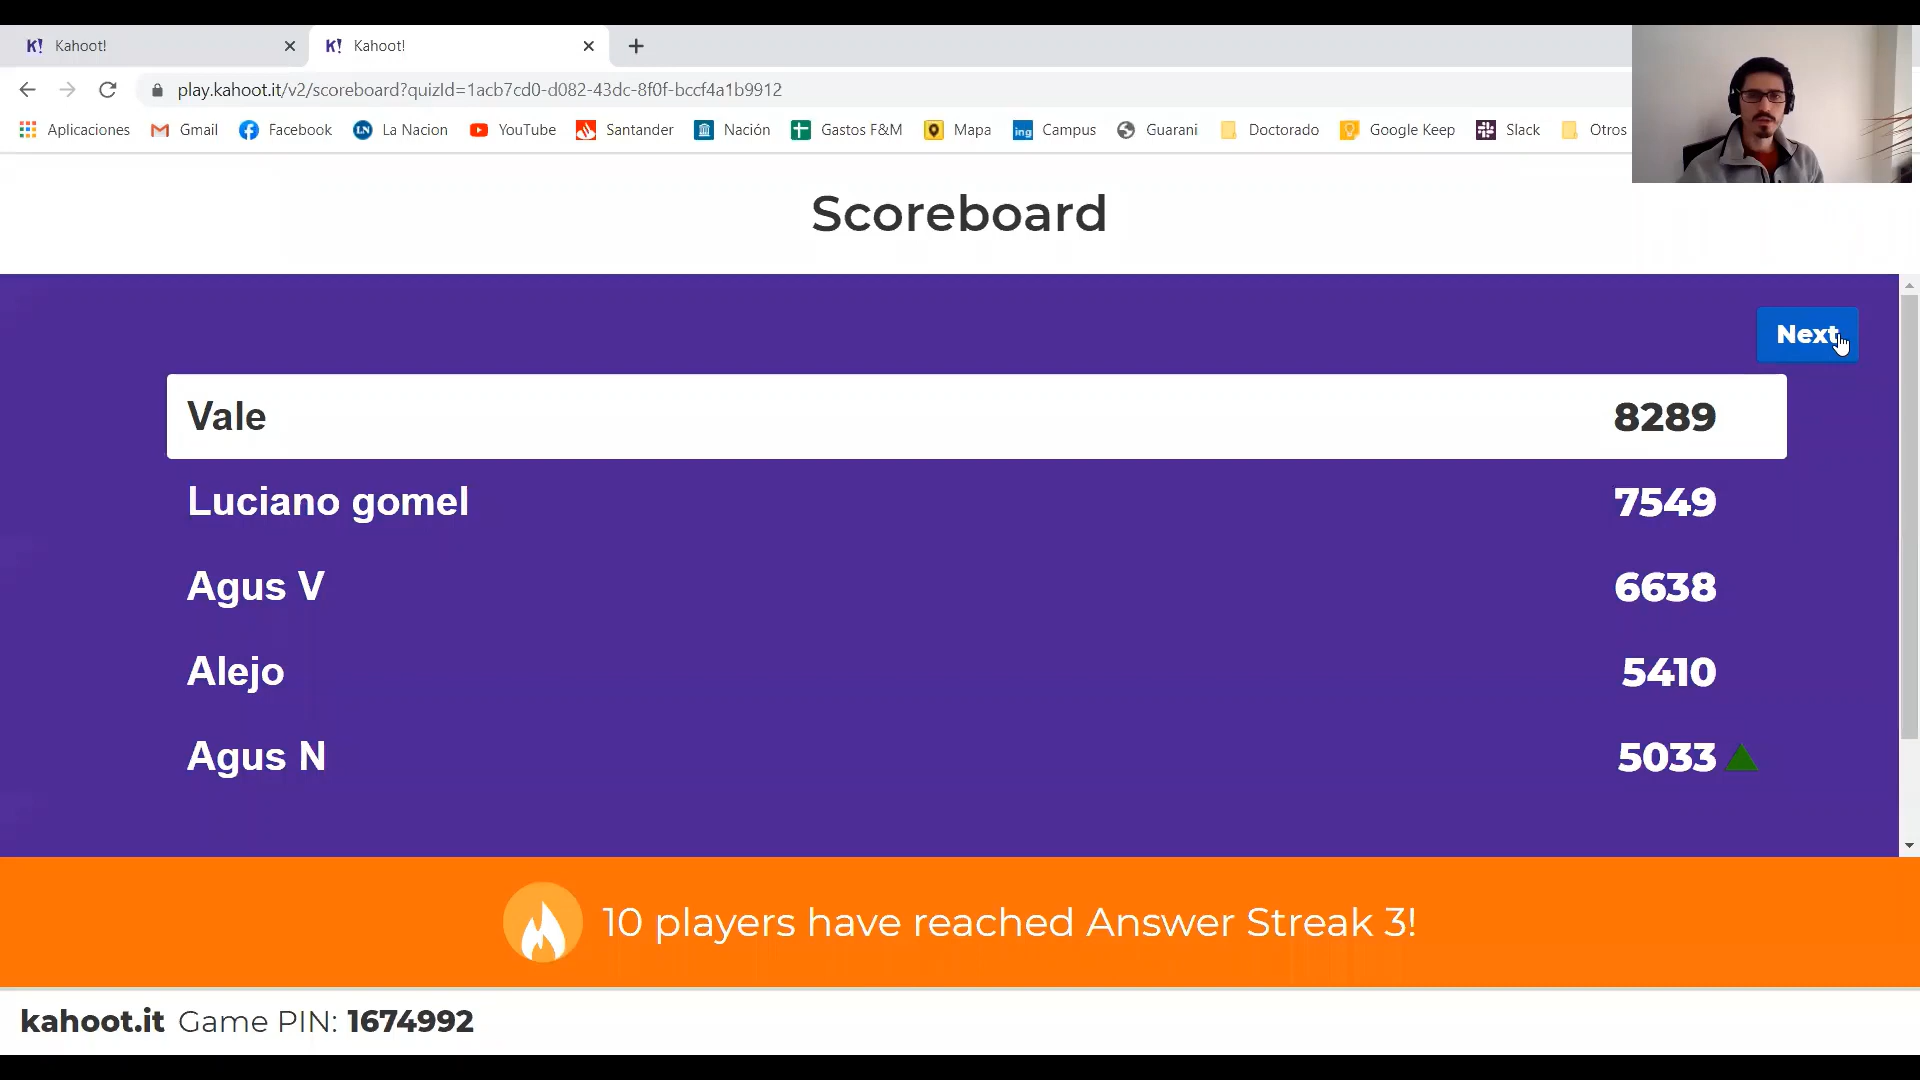 K! Kahoot!
K! Kahoot!
play.kahoot.it/v2/scoreboard?quizId=1acb7cd0-d082-43dc-8f0f-bccf4a1b9912
Aplicaciones Gmail Facebook LN La Nacion YouTube Santander Nación Gastos F&M Mapa ing Campus Guarani Doctorado Google Keep Slack Otros
Scoreboard
Next
Vale 8289
Luciano gomel 7549
Agus V 6638
Alejo 5410
Agus N 5033
10 players have reached Answer Streak 3!
kahoot.it Game PIN: 1674992